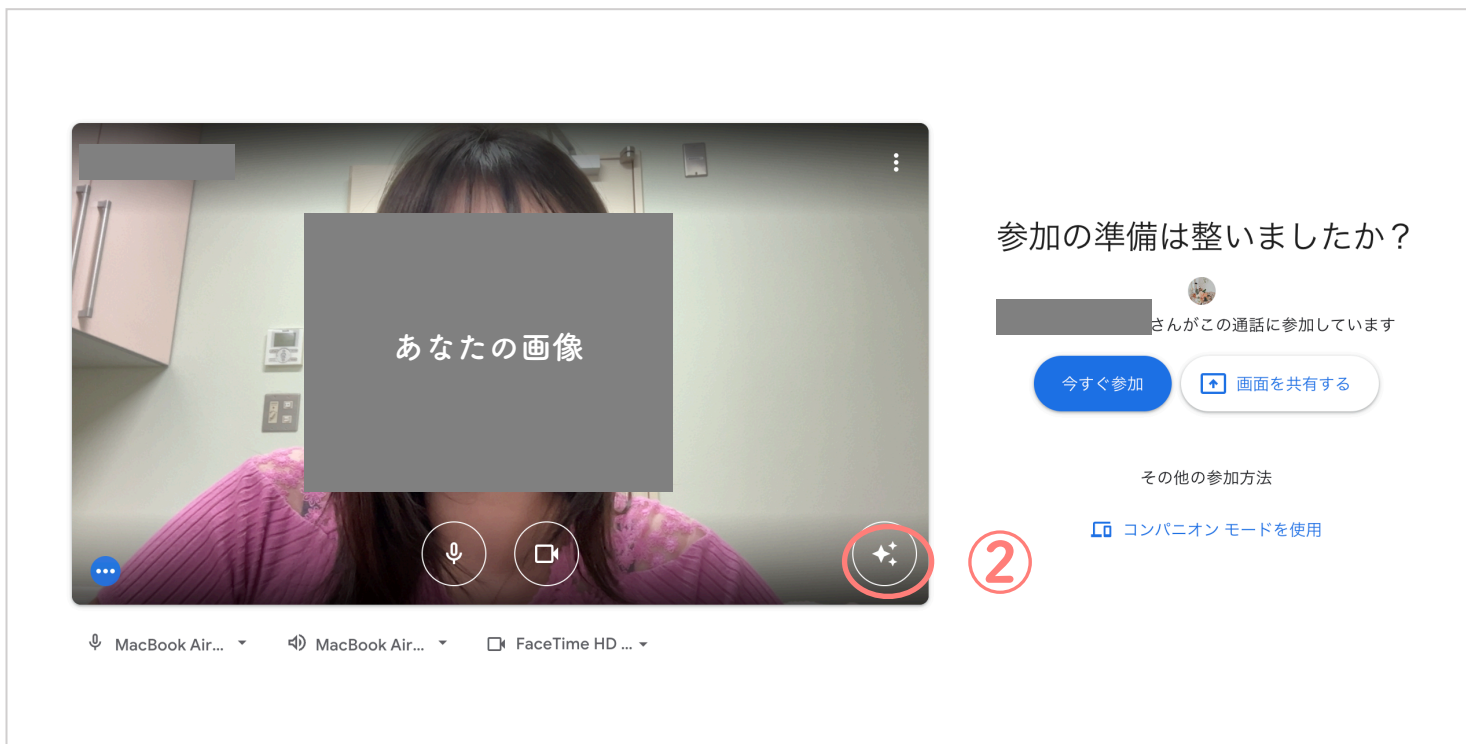 あなたの画像
MacBook Air...
MacBook Air...
FaceTime HD ...
参加の準備は整いましたか？
さんがこの通話に参加しています
今すぐ参加
画面を共有する
その他の参加方法
コンパニオン モードを使用
②